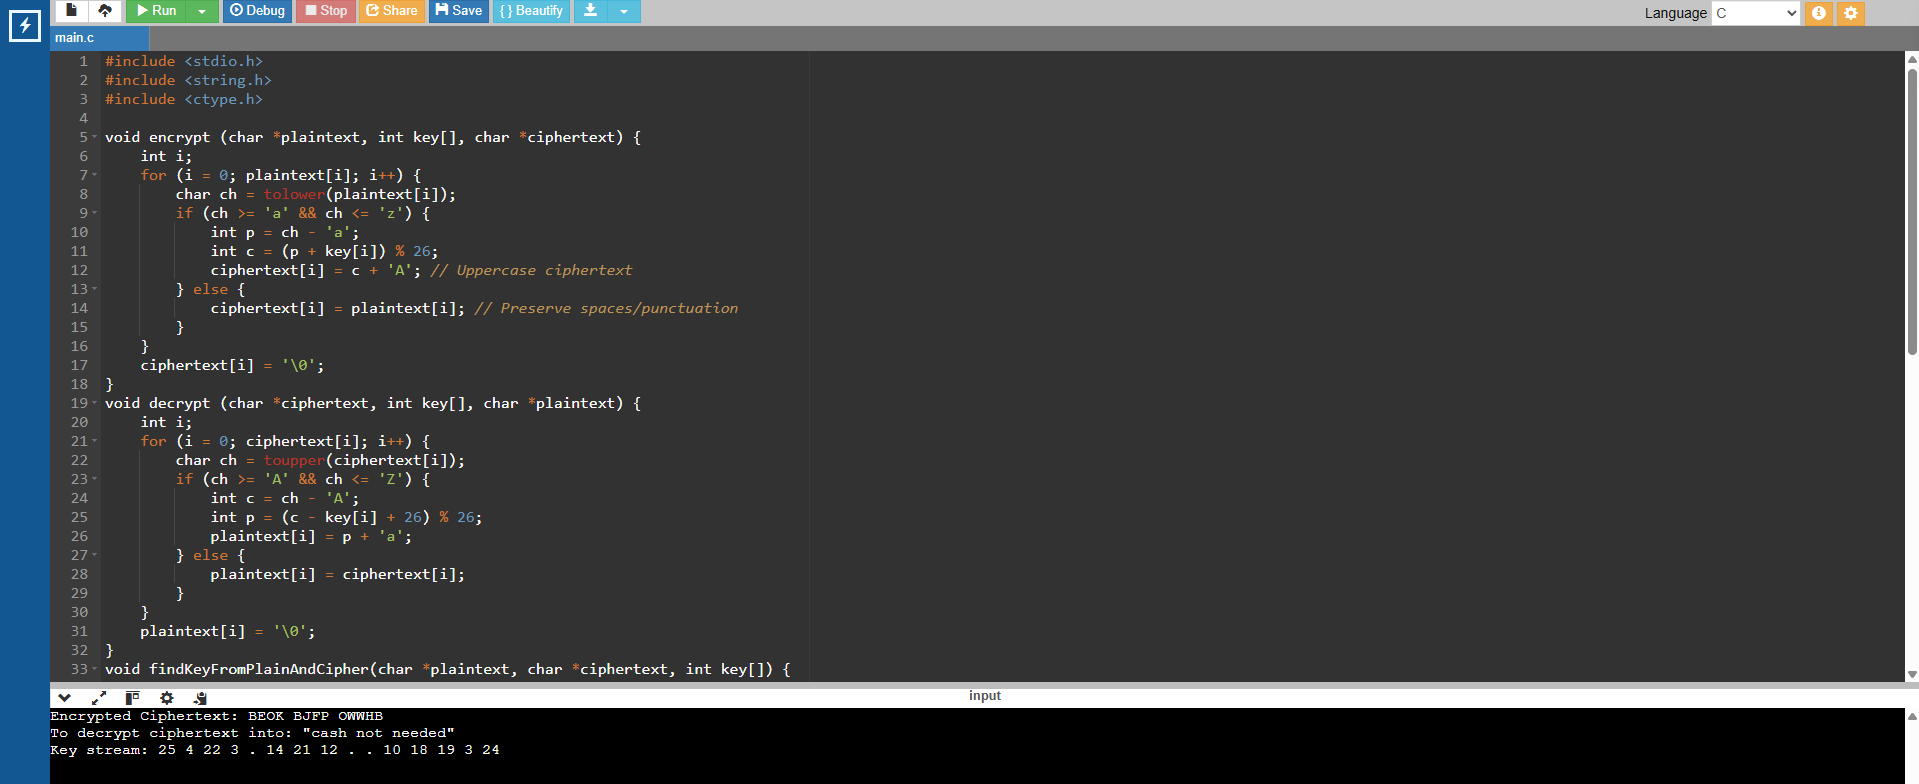 Run Debug Stop Share Save { } Beautify Language C
main.c
1 #include <stdio.h>
2 #include <string.h>
3 #include <ctype.h>
4
5 void encrypt (char *plaintext, int key[], char *ciphertext) {
6     int i;
7     for (i = 0; plaintext[i]; i++) {
8         char ch = tolower(plaintext[i]);
9         if (ch >= 'a' && ch <= 'z') {
10             int p = ch - 'a';
11             int c = (p + key[i]) % 26;
12             ciphertext[i] = c + 'A'; // Uppercase ciphertext
13         } else {
14             ciphertext[i] = plaintext[i]; // Preserve spaces/punctuation
15         }
16     }
17     ciphertext[i] = '\0';
18 }
19 void decrypt (char *ciphertext, int key[], char *plaintext) {
20     int i;
21     for (i = 0; ciphertext[i]; i++) {
22         char ch = toupper(ciphertext[i]);
23         if (ch >= 'A' && ch <= 'Z') {
24             int c = ch - 'A';
25             int p = (c - key[i] + 26) % 26;
26             plaintext[i] = p + 'a';
27         } else {
28             plaintext[i] = ciphertext[i];
29         }
30     }
31     plaintext[i] = '\0';
32 }
33 void findKeyFromPlainAndCipher(char *plaintext, char *ciphertext, int key[]) {
input
Encrypted Ciphertext: BEOK BJFP OWWHB
To decrypt ciphertext into: "cash not needed"
Key stream: 25 4 22 3 . 14 21 12 . . 10 18 19 3 24